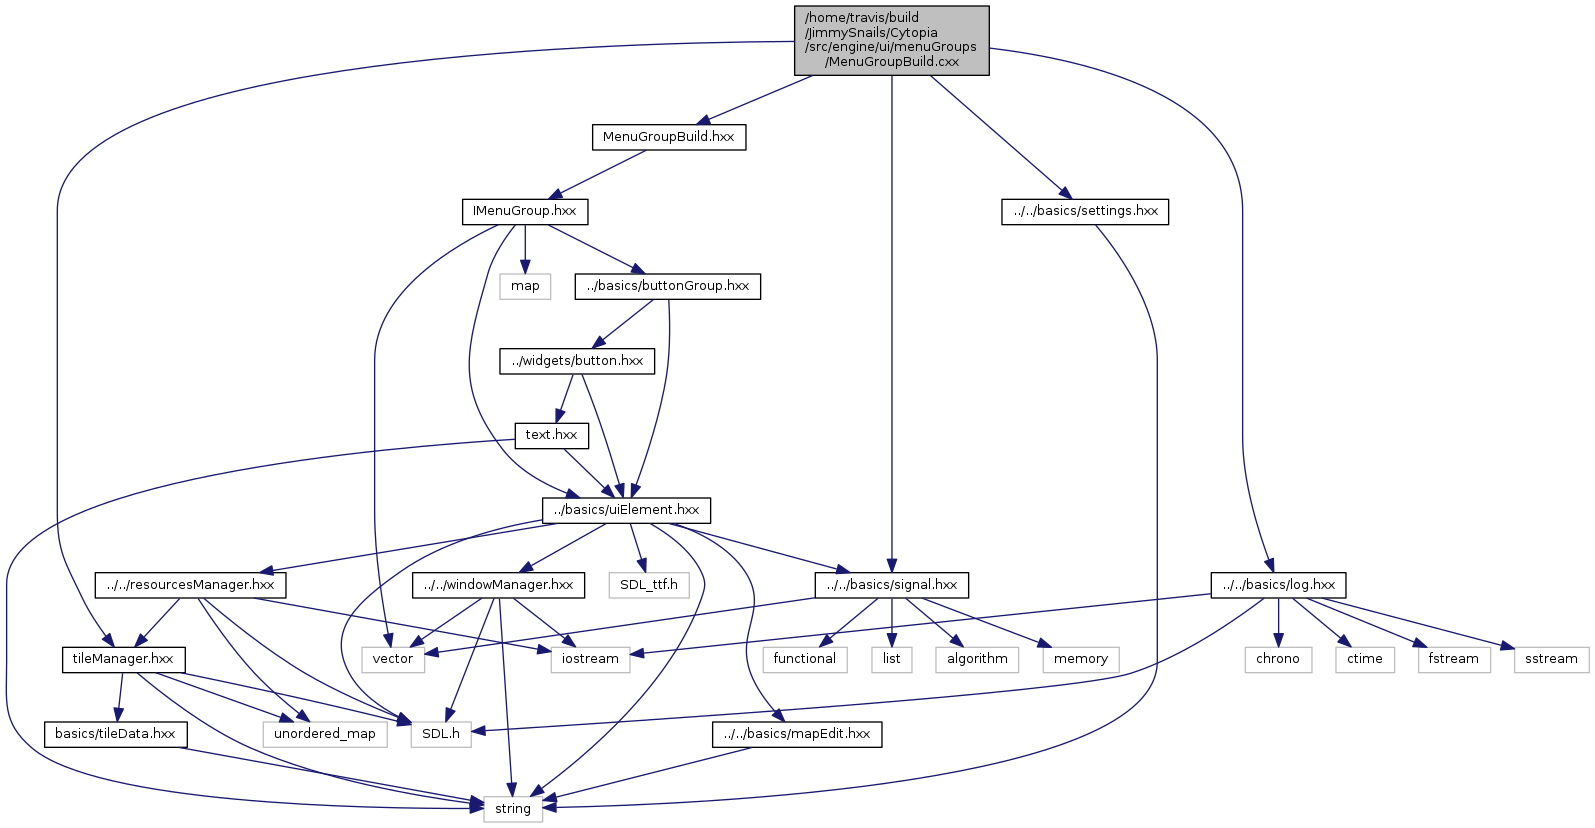 /home/travis/build
/JimmySnails/Cytopia
/src/engine/ui/menuGroups
/MenuGroupBuild.cxx
MenuGroupBuild.hxx
IMenuGroup.hxx
../../basics/settings.hxx
map
../basics/buttonGroup.hxx
../widgets/button.hxx
text.hxx
../basics/uiElement.hxx
../../resourcesManager.hxx
../../windowManager.hxx
SDL_ttf.h
../../basics/signal.hxx
../../basics/log.hxx
tileManager.hxx
vector
iostream
functional
list
algorithm
memory
chrono
ctime
fstream
sstream
basics/tileData.hxx
unordered_map
SDL.h
../../basics/mapEdit.hxx
string